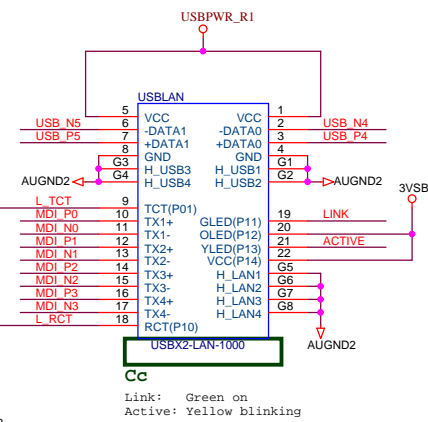 USBPWR_R1
USBLAN
5 VCC VCC 1
USB_N5 6 -DATA1 -DATA0 2 USB_N4
USB_P5 7 +DATA1 +DATA0 3 USB_P4
8 GND GND 4
G3 H_USB3 H_USB1 G1
AUGND2 G4 H_USB4 H_USB2 G2 AUGND2
3VSB
L_TCT 9 TCT(P01)
MDI_P0 10 TX1+ GLED(P11) 19 LINK
MDI_N0 11 TX1- OLED(P12) 20
MDI_P1 12 TX2+ YLED(P13) 21 ACTIVE
MDI_N1 13 TX2- VCC(P14) 22
MDI_P2 14 TX3+ H_LAN1 G5
MDI_N2 15 TX3- H_LAN2 G6
MDI_P3 16 TX4+ H_LAN3 G7
MDI_N3 17 TX4- H_LAN4 G8
L_RCT 18 RCT(P10)
USBX2-LAN-1000 AUGND2
Cc
Link: Green on
Active: Yellow blinking